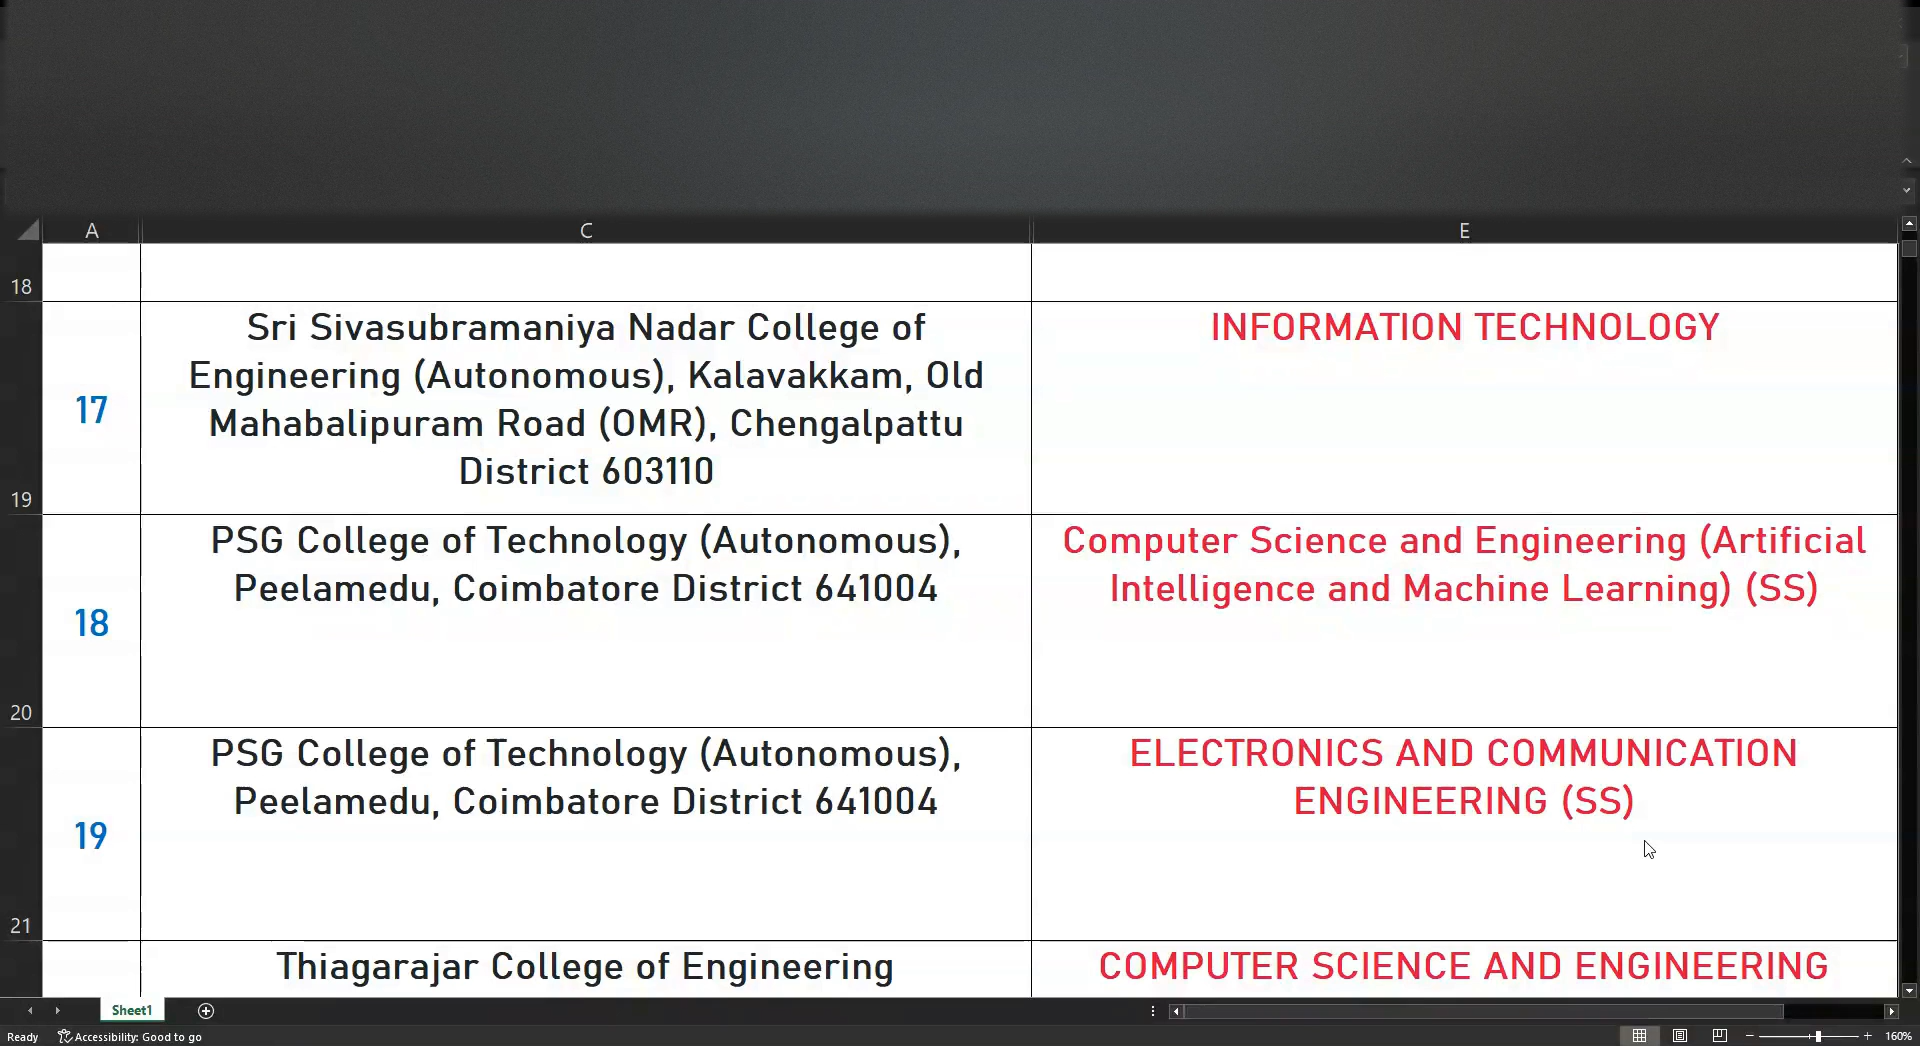 A C E
18
17
Sri Sivasubramaniya Nadar College of
Engineering (Autonomous), Kalavakkam, Old
Mahabalipuram Road (OMR), Chengalpattu
District 603110
INFORMATION TECHNOLOGY
19
18
PSG College of Technology (Autonomous),
Peelamedu, Coimbatore District 641004
Computer Science and Engineering (Artificial
Intelligence and Machine Learning) (SS)
20
19
PSG College of Technology (Autonomous),
Peelamedu, Coimbatore District 641004
ELECTRONICS AND COMMUNICATION
ENGINEERING (SS)
21
Thiagarajar College of Engineering
COMPUTER SCIENCE AND ENGINEERING
Sheet1
Ready Accessibility: Good to go 160%